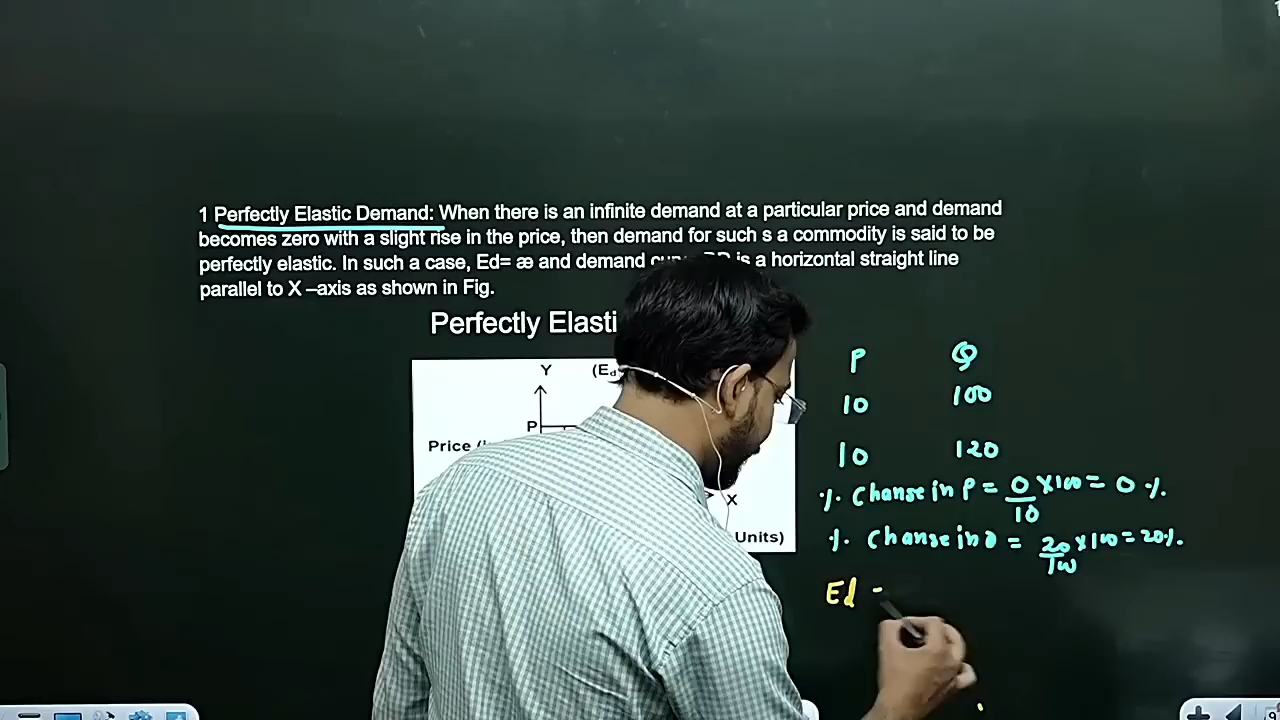 1 Perfectly Elastic Demand: When there is an infinite demand at a particular price and demand
becomes zero with a slight rise in the price, then demand for such s a commodity is said to be
perfectly elastic. In such a case, Ed= æ and demand is a horizontal straight line
parallel to X –axis as shown in Fig.
Perfectly Elasti
Y (Ed
P
Price
X
Units)
P Q
10 100
10 120
% Change in P = 0/10 × 100 = 0 %.
% Change in Q = 20/100 × 100 = 20%.
Ed =